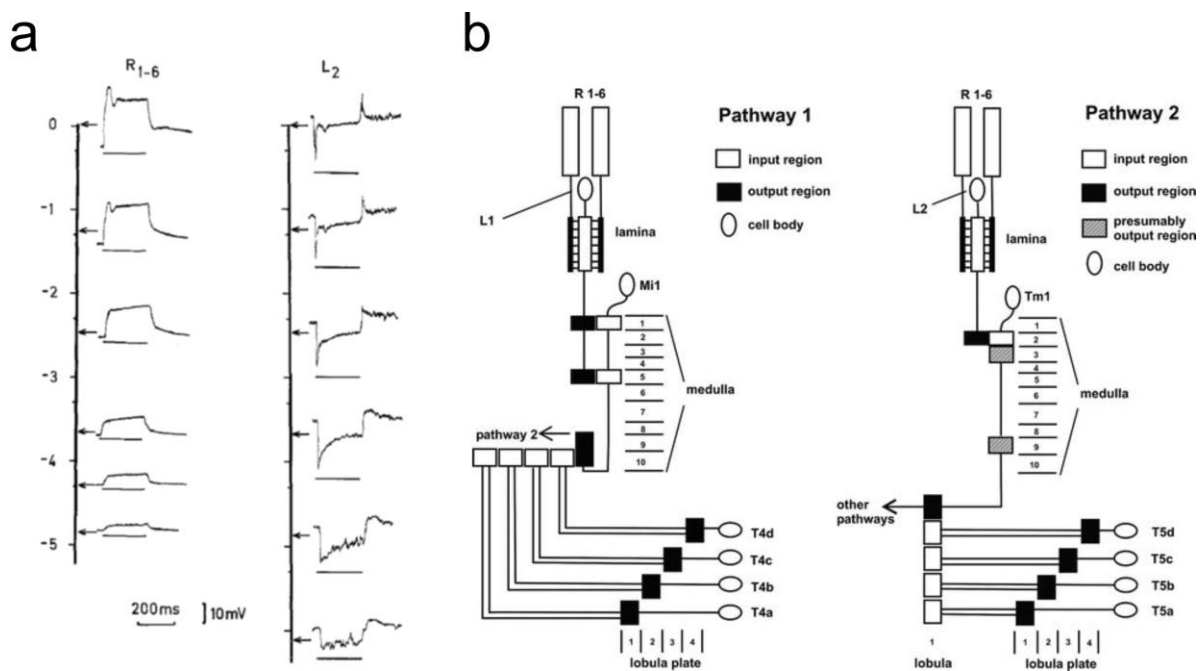 a
R1-6
L2
0
-1
-2
-3
-4
-5
200ms
10mV
b
R 1-6
Pathway 1
input region
output region
cell body
L1
lamina
Mi1
1
2
3
4
5
6
7
8
9
10
medulla
pathway 2
T4d
T4c
T4b
T4a
1 2 3 4
lobula plate
R 1-6
Pathway 2
input region
output region
presumably
output region
cell body
L2
lamina
Tm1
1
2
3
4
5
6
7
8
9
10
medulla
other
pathways
T5d
T5c
T5b
T5a
1
lobula
1 2 3 4
lobula plate